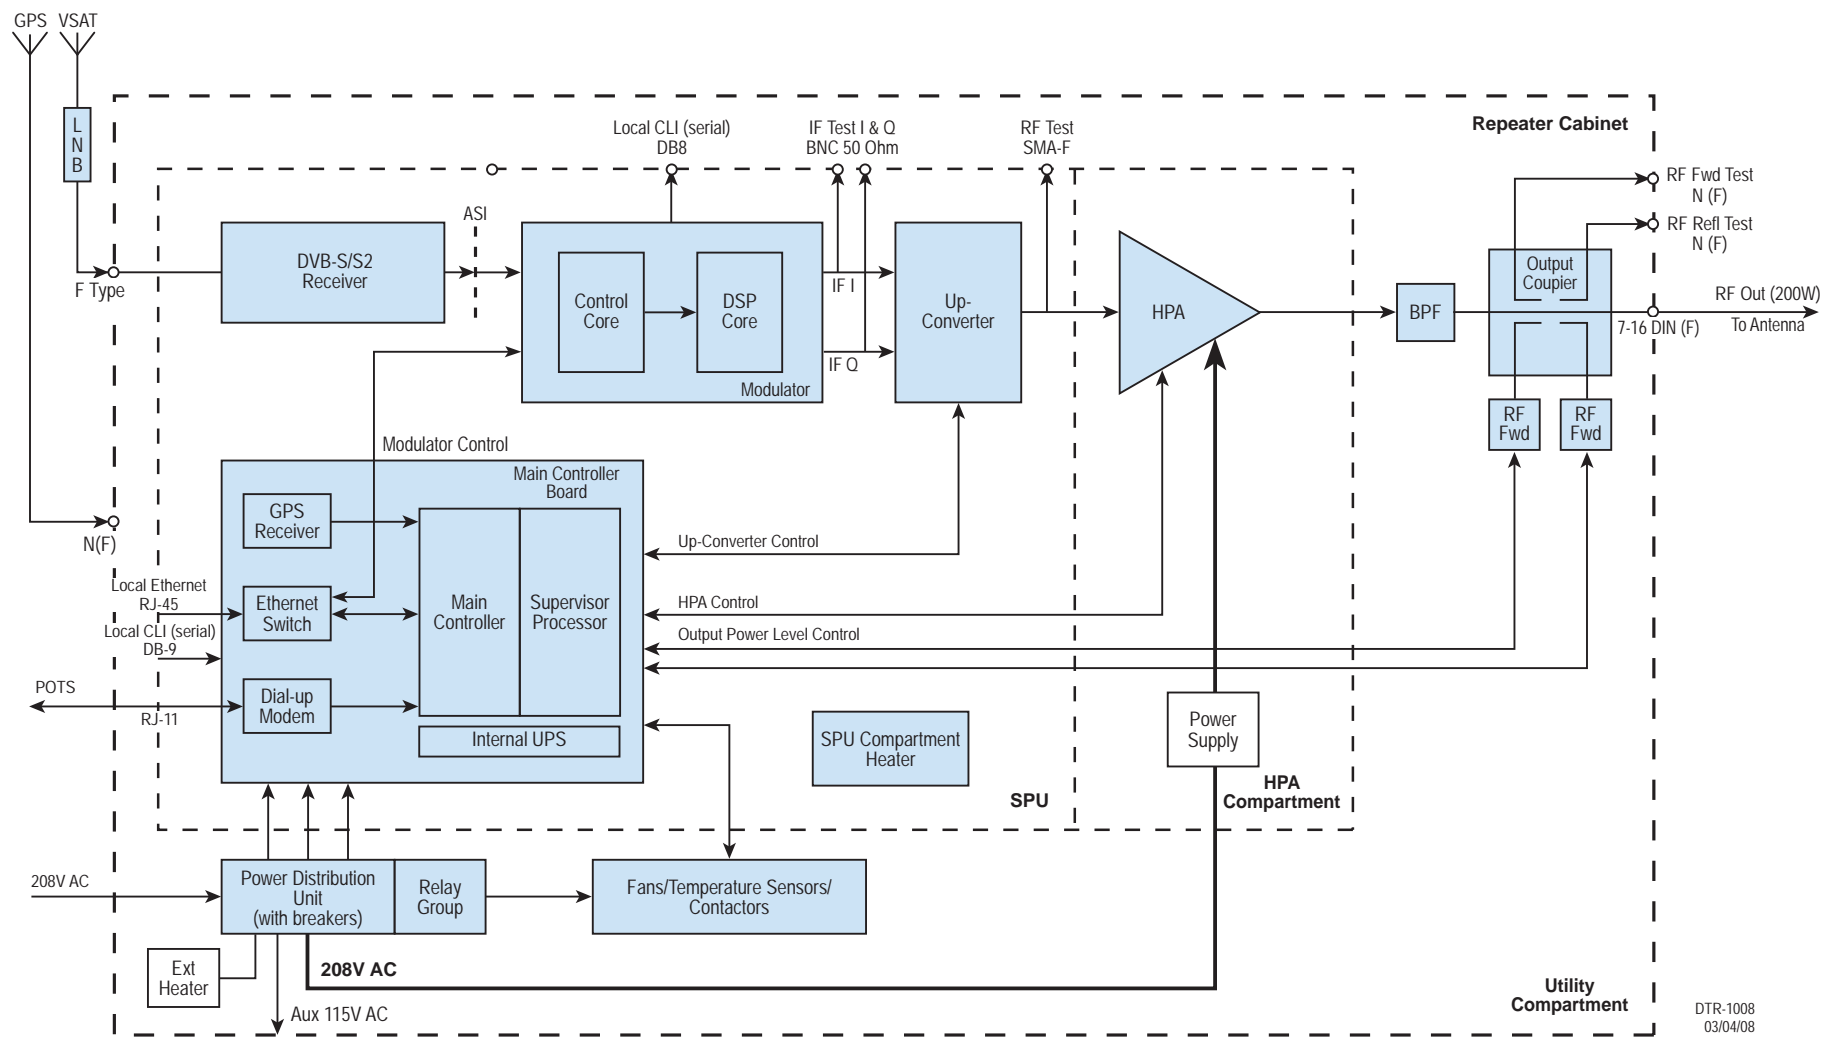 GPS VSAT
L
N
B
Repeater Cabinet
Local CLI (serial)
DB8
IF Test I & Q
BNC 50 Ohm
RF Test
SMA-F
RF Fwd Test
N (F)
RF Refl Test
N (F)
ASI
DVB-S/S2
Receiver
F Type
Control
Core
DSP
Core
Modulator
IF I
IF Q
Up-
Converter
HPA
BPF
Output
Coupier
RF Out (200W)
7-16 DIN (F)
To Antenna
RF
Fwd
RF
Fwd
Modulator Control
Main Controller
Board
GPS
Receiver
N(F)
Local Ethernet
RJ-45
Ethernet
Switch
Local CLI (serial)
DB-9
Main
Controller
Supervisor
Processor
Up-Converter Control
HPA Control
Output Power Level Control
POTS
RJ-11
Dial-up
Modem
Internal UPS
SPU Compartment
Heater
Power
Supply
SPU
HPA
Compartment
208V AC
Power Distribution
Unit
(with breakers)
Relay
Group
Fans/Temperature Sensors/
Contactors
Ext
Heater
208V AC
Aux 115V AC
Utility
Compartment
DTR-1008
03/04/08